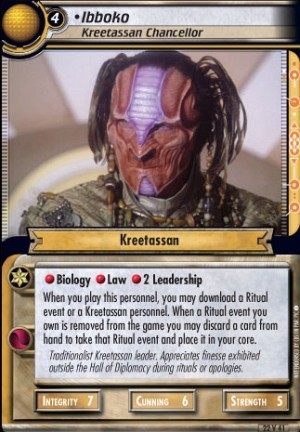 4
•Ibboko
Kreetassan Chancellor
Kreetassan
Biology Law 2 Leadership
When you play this personnel, you may download a Ritual
event or a Kreetassan personnel. When a Ritual event you
own is removed from the game you may discard a card from
hand to take that Ritual event and place it in your core.
Traditionalist Kreetassan leader. Appreciates finesse exhibited
outside the Hall of Diplomacy during rituals or apologies.
INTEGRITY 7
CUNNING 6
STRENGTH 5